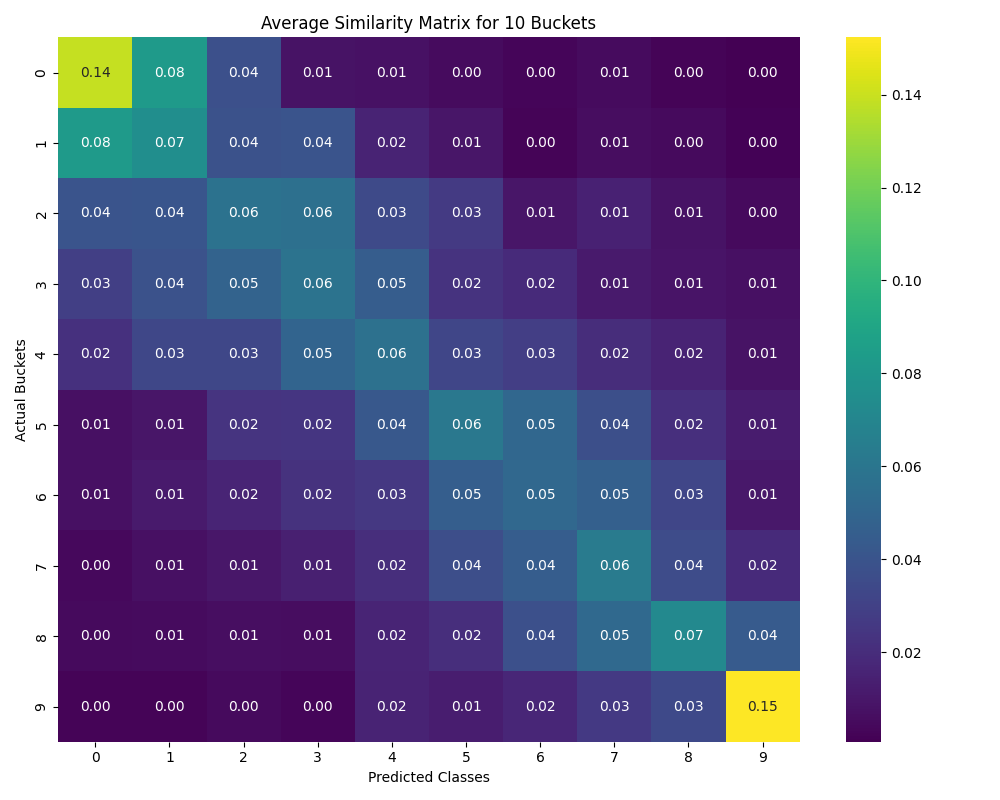 Average Similarity Matrix for 10 Buckets
0 0.14 0.08 0.04 0.01 0.01 0.00 0.00 0.01 0.00 0.00
1 0.08 0.07 0.04 0.04 0.02 0.01 0.00 0.01 0.00 0.00
2 0.04 0.04 0.06 0.06 0.03 0.03 0.01 0.01 0.01 0.00
3 0.03 0.04 0.05 0.06 0.05 0.02 0.02 0.01 0.01 0.01
4 0.02 0.03 0.03 0.05 0.06 0.03 0.03 0.02 0.02 0.01
5 0.01 0.01 0.02 0.02 0.04 0.06 0.05 0.04 0.02 0.01
6 0.01 0.01 0.02 0.02 0.03 0.05 0.05 0.05 0.03 0.01
7 0.00 0.01 0.01 0.01 0.02 0.04 0.04 0.06 0.04 0.02
8 0.00 0.01 0.01 0.01 0.02 0.02 0.04 0.05 0.07 0.04
9 0.00 0.00 0.00 0.00 0.02 0.01 0.02 0.03 0.03 0.15
0 1 2 3 4 5 6 7 8 9
Predicted Classes
Actual Buckets
0.14
0.12
0.10
0.08
0.06
0.04
0.02